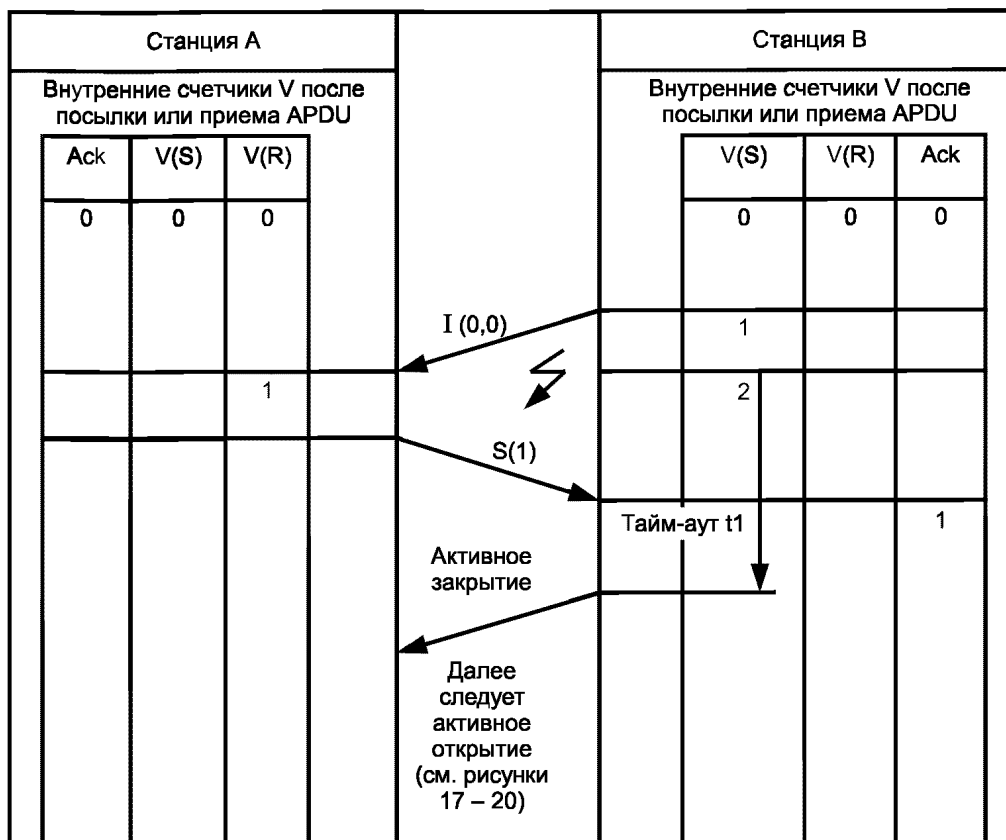 Станция A
Станция B
Внутренние счетчики V после
посылки или приема APDU
Внутренние счетчики V после
посылки или приема APDU
Ack V(S) V(R)
V(S) V(R) Ack
0 0 0
0 0 0
I (0,0)
1
1
2
S(1)
Тайм-аут t1
1
Активное
закрытие
Далее
следует
активное
открытие
(см. рисунки
17 – 20)